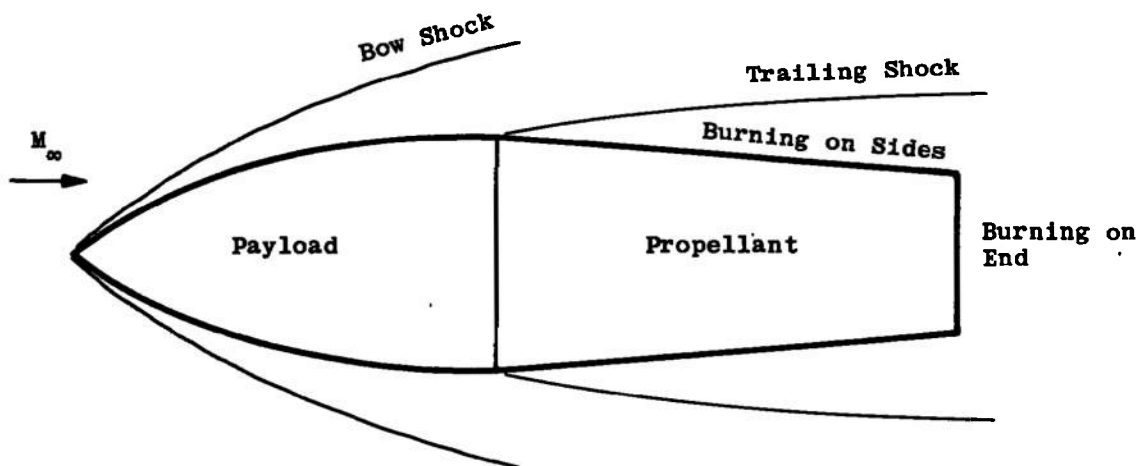 Bow Shock
Trailing Shock
M∞
Burning on Sides
Payload
Propellant
Burning on
End